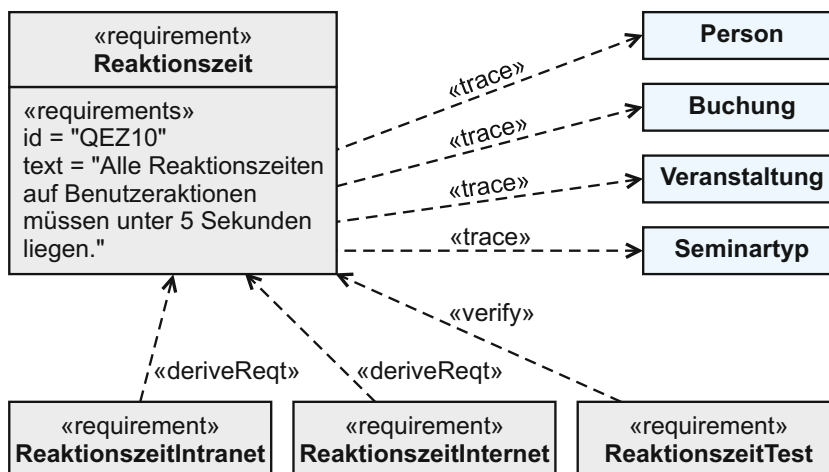 «requirement»
Reaktionszeit
«requirements»
id = "QEZ10"
text = "Alle Reaktionszeiten
auf Benutzeraktionen
müssen unter 5 Sekunden
liegen."
«trace»
Person
«trace»
Buchung
«trace»
Veranstaltung
«trace»
Seminartyp
«verify»
«deriveReqt»
«deriveReqt»
«requirement»
ReaktionszeitIntranet
«requirement»
ReaktionszeitInternet
«requirement»
ReaktionszeitTest